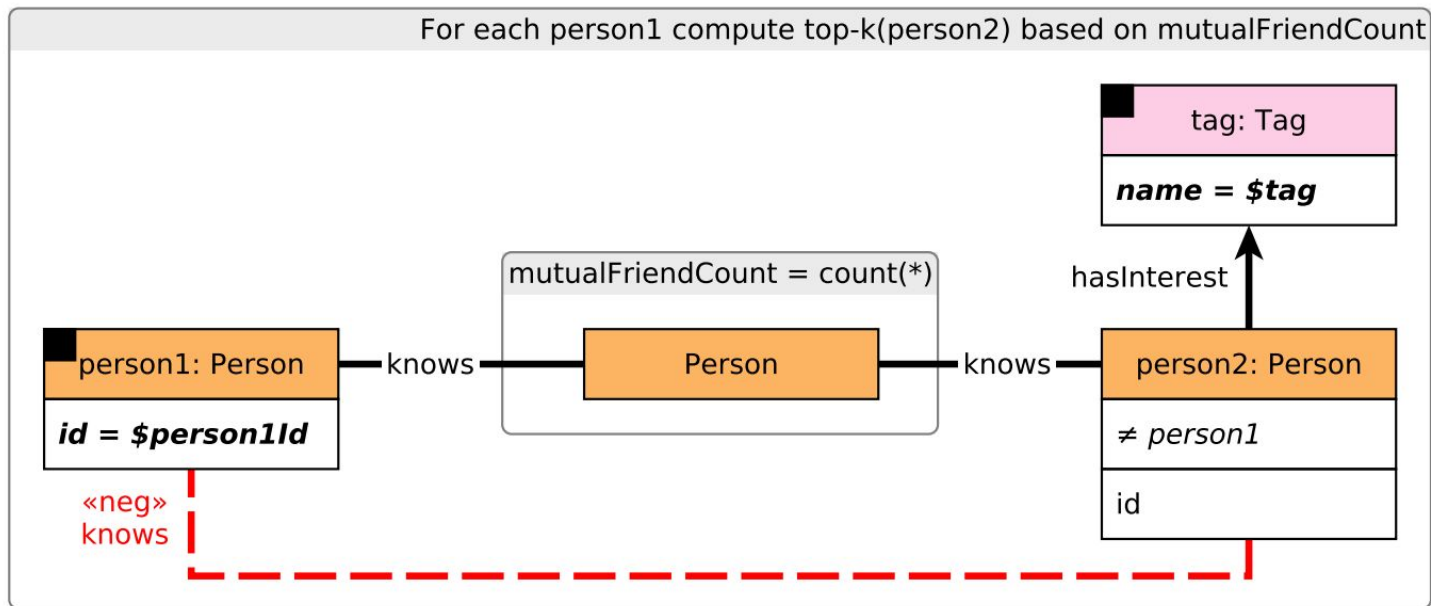 For each person1 compute top-k(person2) based on mutualFriendCount
tag: Tag
name = $tag
hasInterest
mutualFriendCount = count(*)
person1: Person
knows
Person
knows
person2: Person
id = $person1Id
≠ person1
id
«neg»
knows